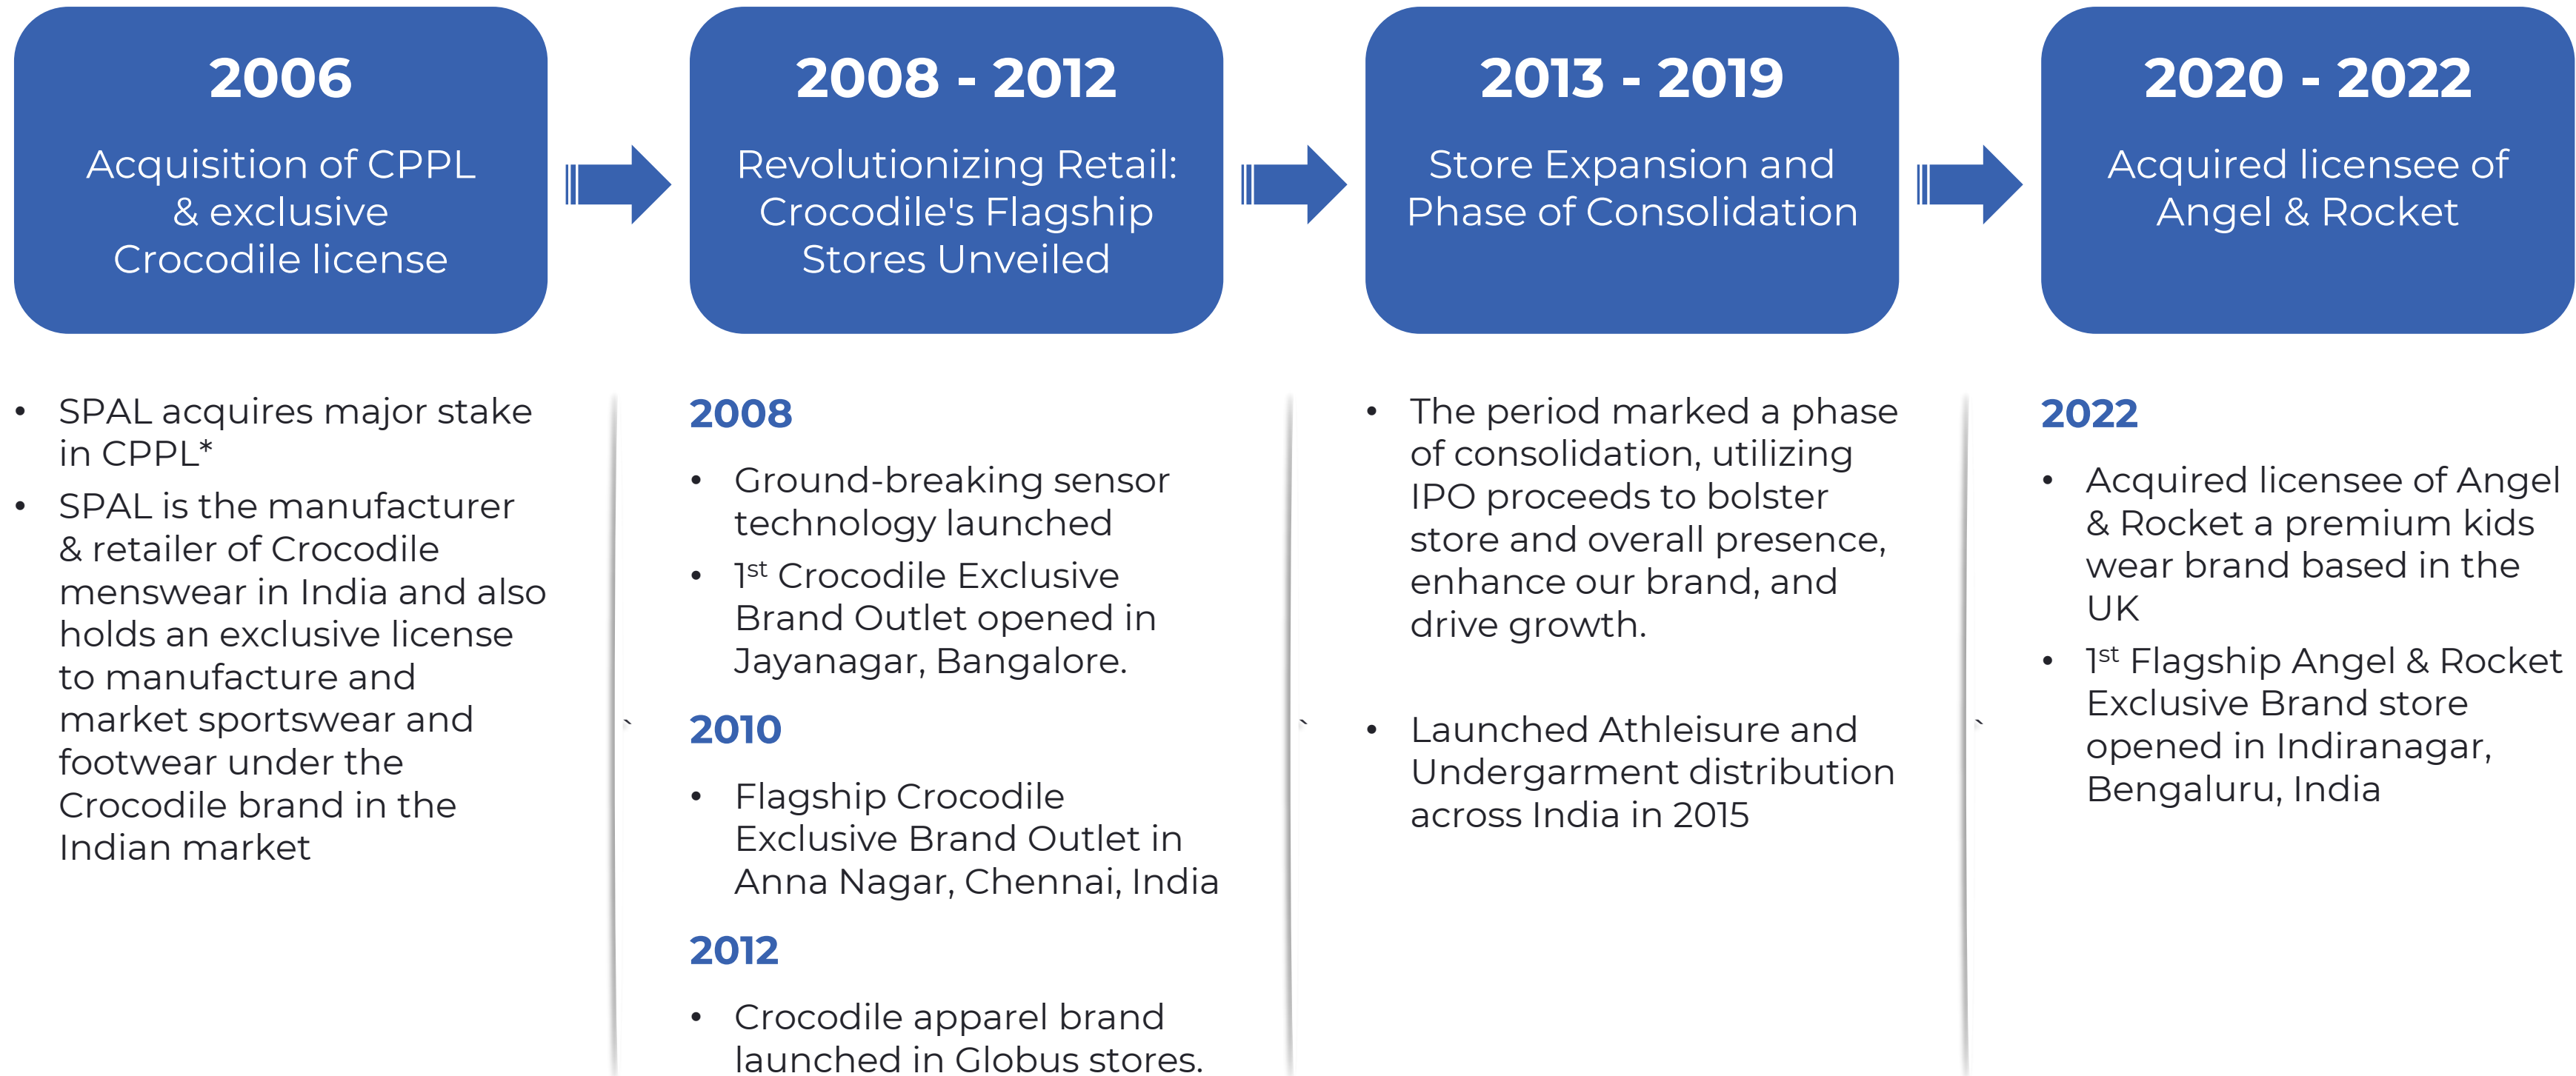 2006
Acquisition of CPPL
& exclusive
Crocodile license
2008 - 2012
Revolutionizing Retail:
Crocodile's Flagship
Stores Unveiled
2013 - 2019
Store Expansion and
Phase of Consolidation
2020 - 2022
Acquired licensee of
Angel & Rocket
• SPAL acquires major stake
in CPPL*
• SPAL is the manufacturer
& retailer of Crocodile
menswear in India and also
holds an exclusive license
to manufacture and
market sportswear and
footwear under the
Crocodile brand in the
Indian market
`
2008
• Ground-breaking sensor
technology launched
• 1st Crocodile Exclusive
Brand Outlet opened in
Jayanagar, Bangalore.
2010
• Flagship Crocodile
Exclusive Brand Outlet in
Anna Nagar, Chennai, India
2012
• Crocodile apparel brand
launched in Globus stores.
`
• The period marked a phase
of consolidation, utilizing
IPO proceeds to bolster
store and overall presence,
enhance our brand, and
drive growth.
• Launched Athleisure and
Undergarment distribution
across India in 2015
`
2022
• Acquired licensee of Angel
& Rocket a premium kids
wear brand based in the
UK
• 1st Flagship Angel & Rocket
Exclusive Brand store
opened in Indiranagar,
Bengaluru, India